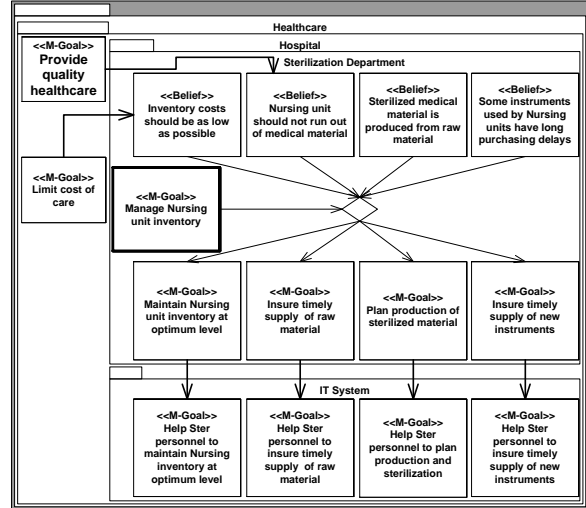 Healthcare
<<M-Goal>>
Provide
quality
healthcare
Hospital
Sterilization Department
<<Belief>>
Inventory costs
should be as low
as possible
<<Belief>>
Nursing unit
should not run out
of medical material
<<Belief>>
Sterilized medical
material is
produced from raw
material
<<Belief>>
Some instruments
used by Nursing
units have long
purchasing delays
<<M-Goal>>
Limit cost of
care
<<M-Goal>>
Manage Nursing
unit inventory
<<M-Goal>>
Maintain Nursing
unit inventory at
optimum level
<<M-Goal>>
Insure timely
supply of raw
material
<<M-Goal>>
Plan production of
sterilized material
<<M-Goal>>
Insure timely
supply of new
instruments
IT System
<<M-Goal>>
Help Ster
personnel to
maintain Nursing
inventory at
optimum level
<<M-Goal>>
Help Ster
personnel to
insure timely
supply of raw
material
<<M-Goal>>
Help Ster
personnel to plan
production and
sterilization
<<M-Goal>>
Help Ster
personnel to
insure timely
supply of new
instruments